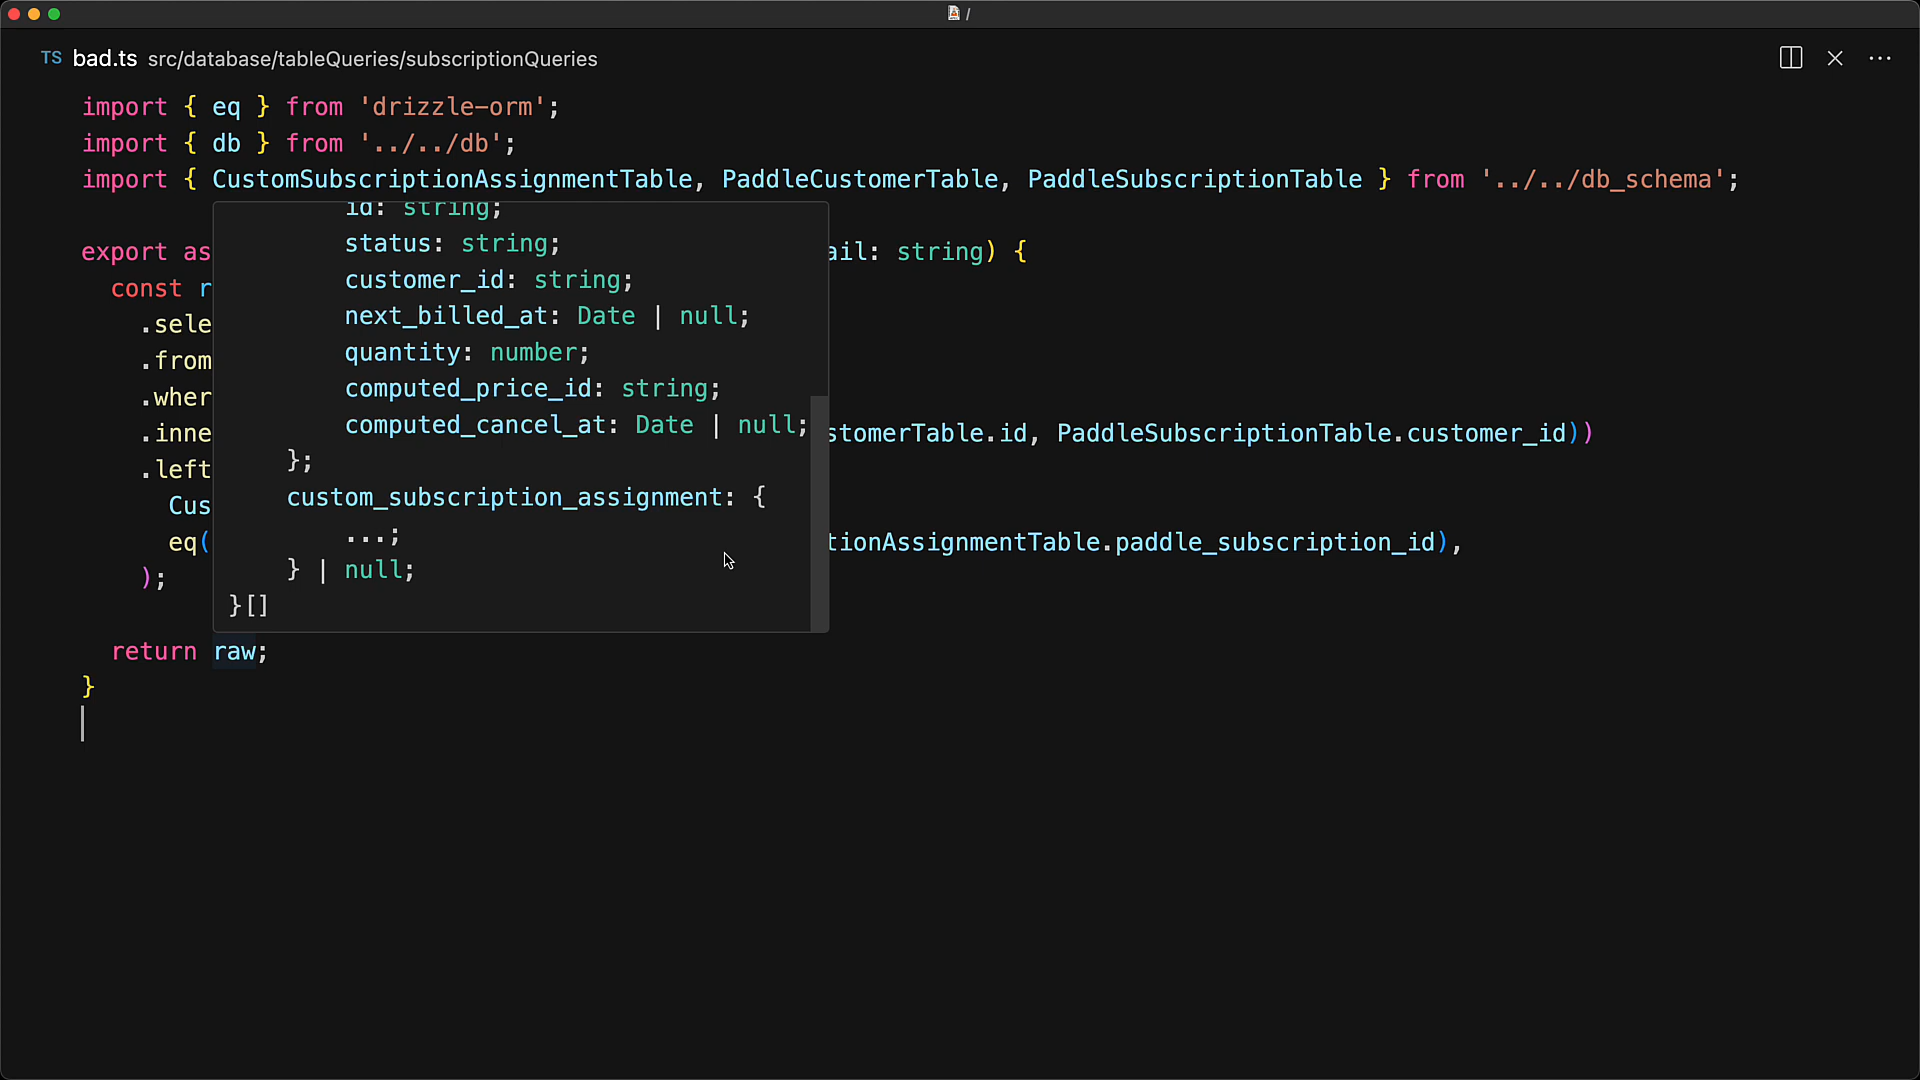 /
TS bad.ts src/database/tableQueries/subscriptionQueries
import { eq } from 'drizzle-orm';
import { db } from '../../db';
import { CustomSubscriptionAssignmentTable, PaddleCustomerTable, PaddleSubscriptionTable } from '../../db_schema';
id: string;
status: string;
export as ail: string) {
customer_id: string;
const r
next_billed_at: Date | null;
.sele
quantity: number;
.from
computed_price_id: string;
.wher
computed_cancel_at: Date | null;
.inne stomerTable.id, PaddleSubscriptionTable.customer_id))
};
.left
custom_subscription_assignment: {
Cus
...;
eq( tionAssignmentTable.paddle_subscription_id),
} | null;
);
}[]
return raw;
}